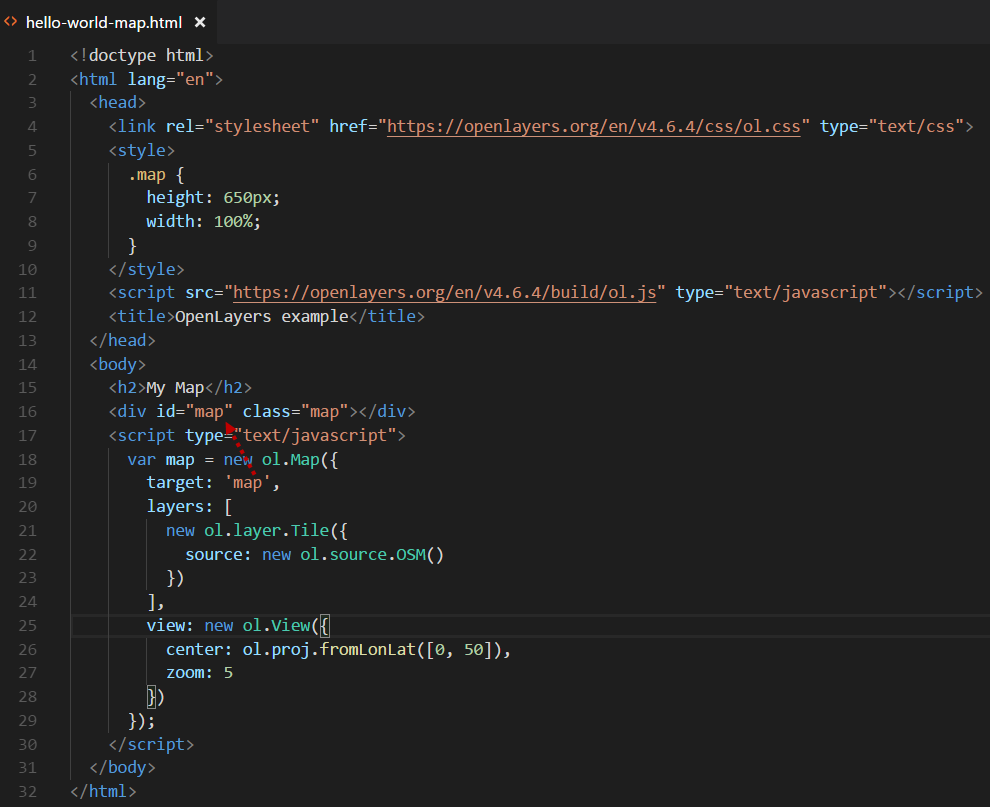 hello-world-map.html ×
1 <!doctype html>
2 <html lang="en">
3   <head>
4     <link rel="stylesheet" href="https://openlayers.org/en/v4.6.4/css/ol.css" type="text/css">
5     <style>
6       .map {
7         height: 650px;
8         width: 100%;
9       }
10     </style>
11     <script src="https://openlayers.org/en/v4.6.4/build/ol.js" type="text/javascript"></script>
12     <title>OpenLayers example</title>
13   </head>
14   <body>
15     <h2>My Map</h2>
16     <div id="map" class="map"></div>
17     <script type="text/javascript">
18       var map = new ol.Map({
19         target: 'map',
20         layers: [
21           new ol.layer.Tile({
22             source: new ol.source.OSM()
23           })
24         ],
25         view: new ol.View({
26           center: ol.proj.fromLonLat([0, 50]),
27           zoom: 5
28         })
29       });
30     </script>
31   </body>
32 </html>